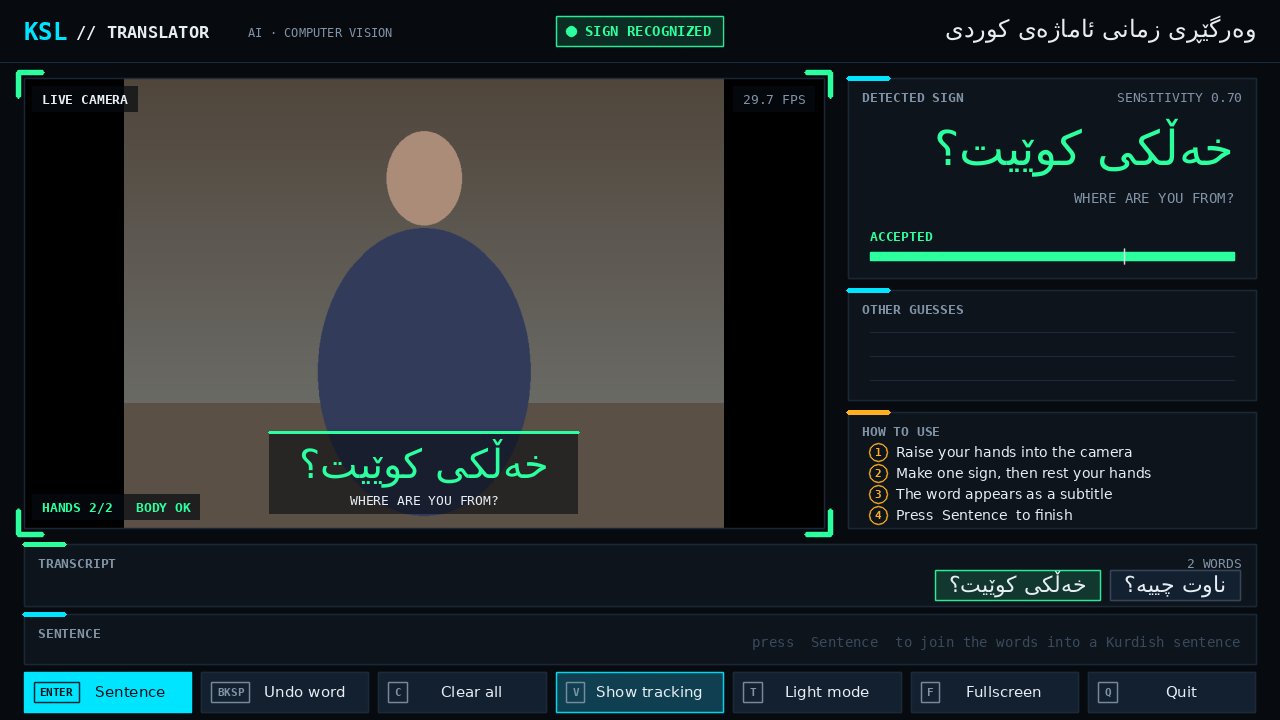 KSL // TRANSLATOR
AI · COMPUTER VISION
SIGN RECOGNIZED
وەرگێڕی زمانی ئاماژەی کوردی
LIVE CAMERA
29.7 FPS
خەڵکی کوێیت؟
WHERE ARE YOU FROM?
HANDS 2/2 BODY OK
DETECTED SIGN
SENSITIVITY 0.70
خەڵکی کوێیت؟
WHERE ARE YOU FROM?
ACCEPTED
OTHER GUESSES
HOW TO USE
1 Raise your hands into the camera
2 Make one sign, then rest your hands
3 The word appears as a subtitle
4 Press Sentence to finish
TRANSCRIPT
2 WORDS
ناوت چییە؟ خەڵکی کوێیت؟
SENTENCE
press Sentence to join the words into a Kurdish sentence
ENTER Sentence
BKSP Undo word
C Clear all
V Show tracking
T Light mode
F Fullscreen
Q Quit